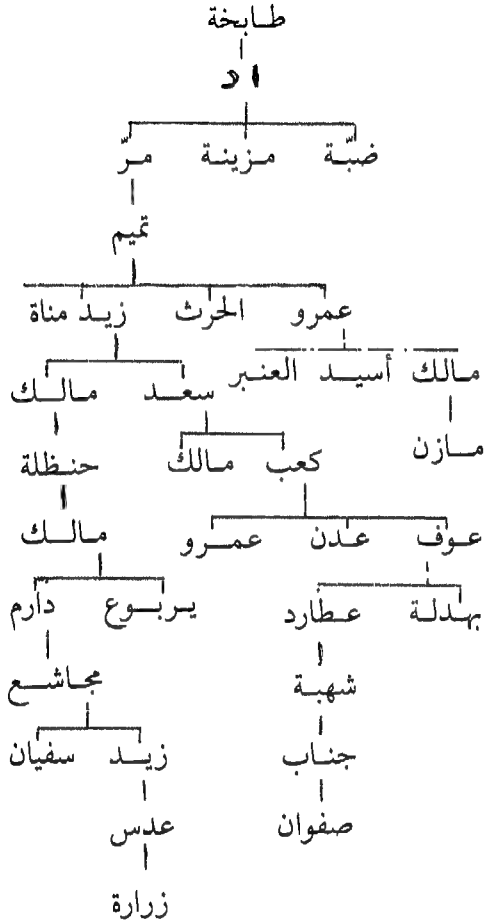 طابخة
اد
ضبّة مزينة مرّ
تميم
عمرو الحرث زيد مناة
مالك أسيد العنبر سعد مالك
مازن كعب مالك حنظلة
عوف عدن عمرو مالك
بهدلة عطارد يربوع دارم
شهبة مجاشع
جناب زيد سفيان
صفوان عدس
زرارة